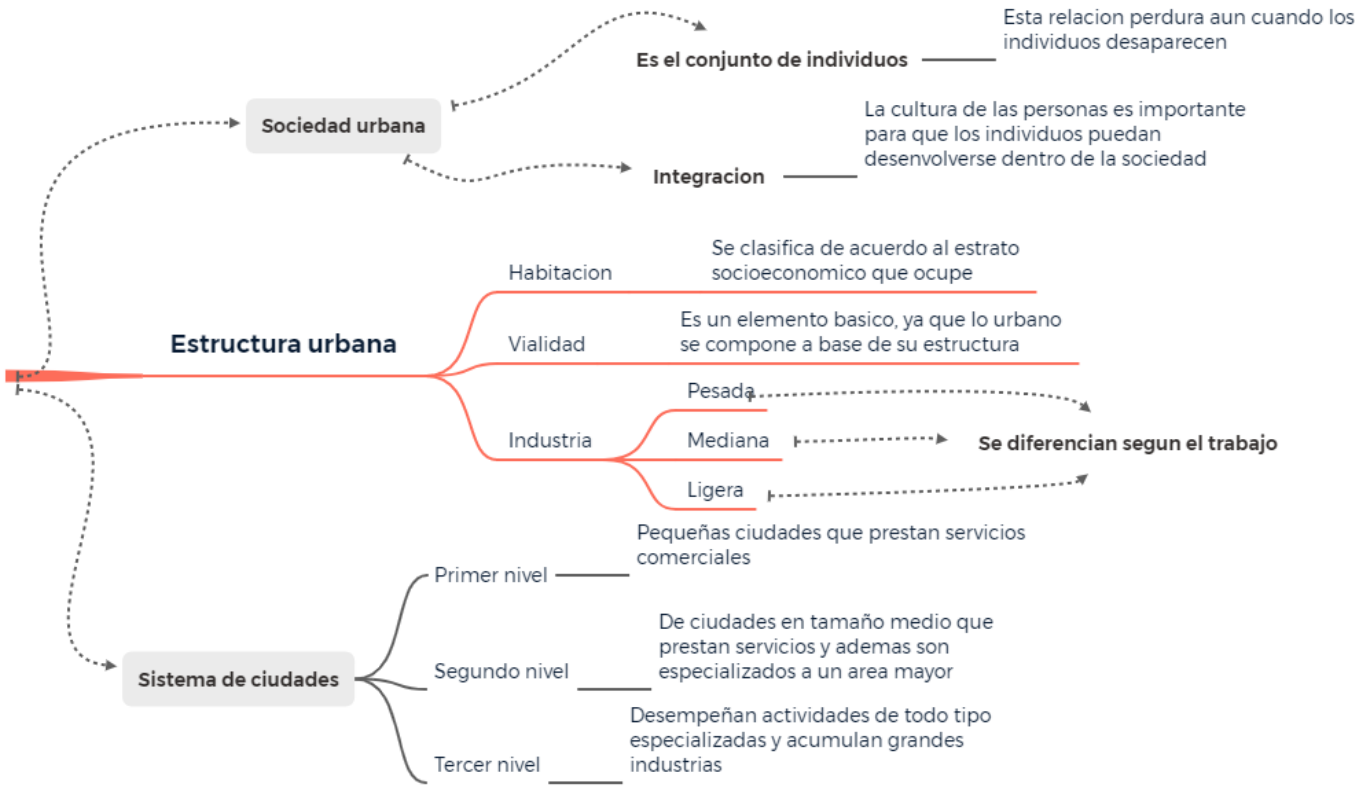 Esta relacion perdura aun cuando los
individuos desaparecen
Es el conjunto de individuos
Sociedad urbana
La cultura de las personas es importante
para que los individuos puedan
desenvolverse dentro de la sociedad
Integracion
Estructura urbana
Habitacion
Se clasifica de acuerdo al estrato
socioeconomico que ocupe
Vialidad
Es un elemento basico, ya que lo urbano
se compone a base de su estructura
Industria
Pesada
Mediana
Ligera
Se diferencian segun el trabajo
Sistema de ciudades
Primer nivel
Pequeñas ciudades que prestan servicios
comerciales
Segundo nivel
De ciudades en tamaño medio que
prestan servicios y ademas son
especializados a un area mayor
Tercer nivel
Desempeñan actividades de todo tipo
especializadas y acumulan grandes
industrias